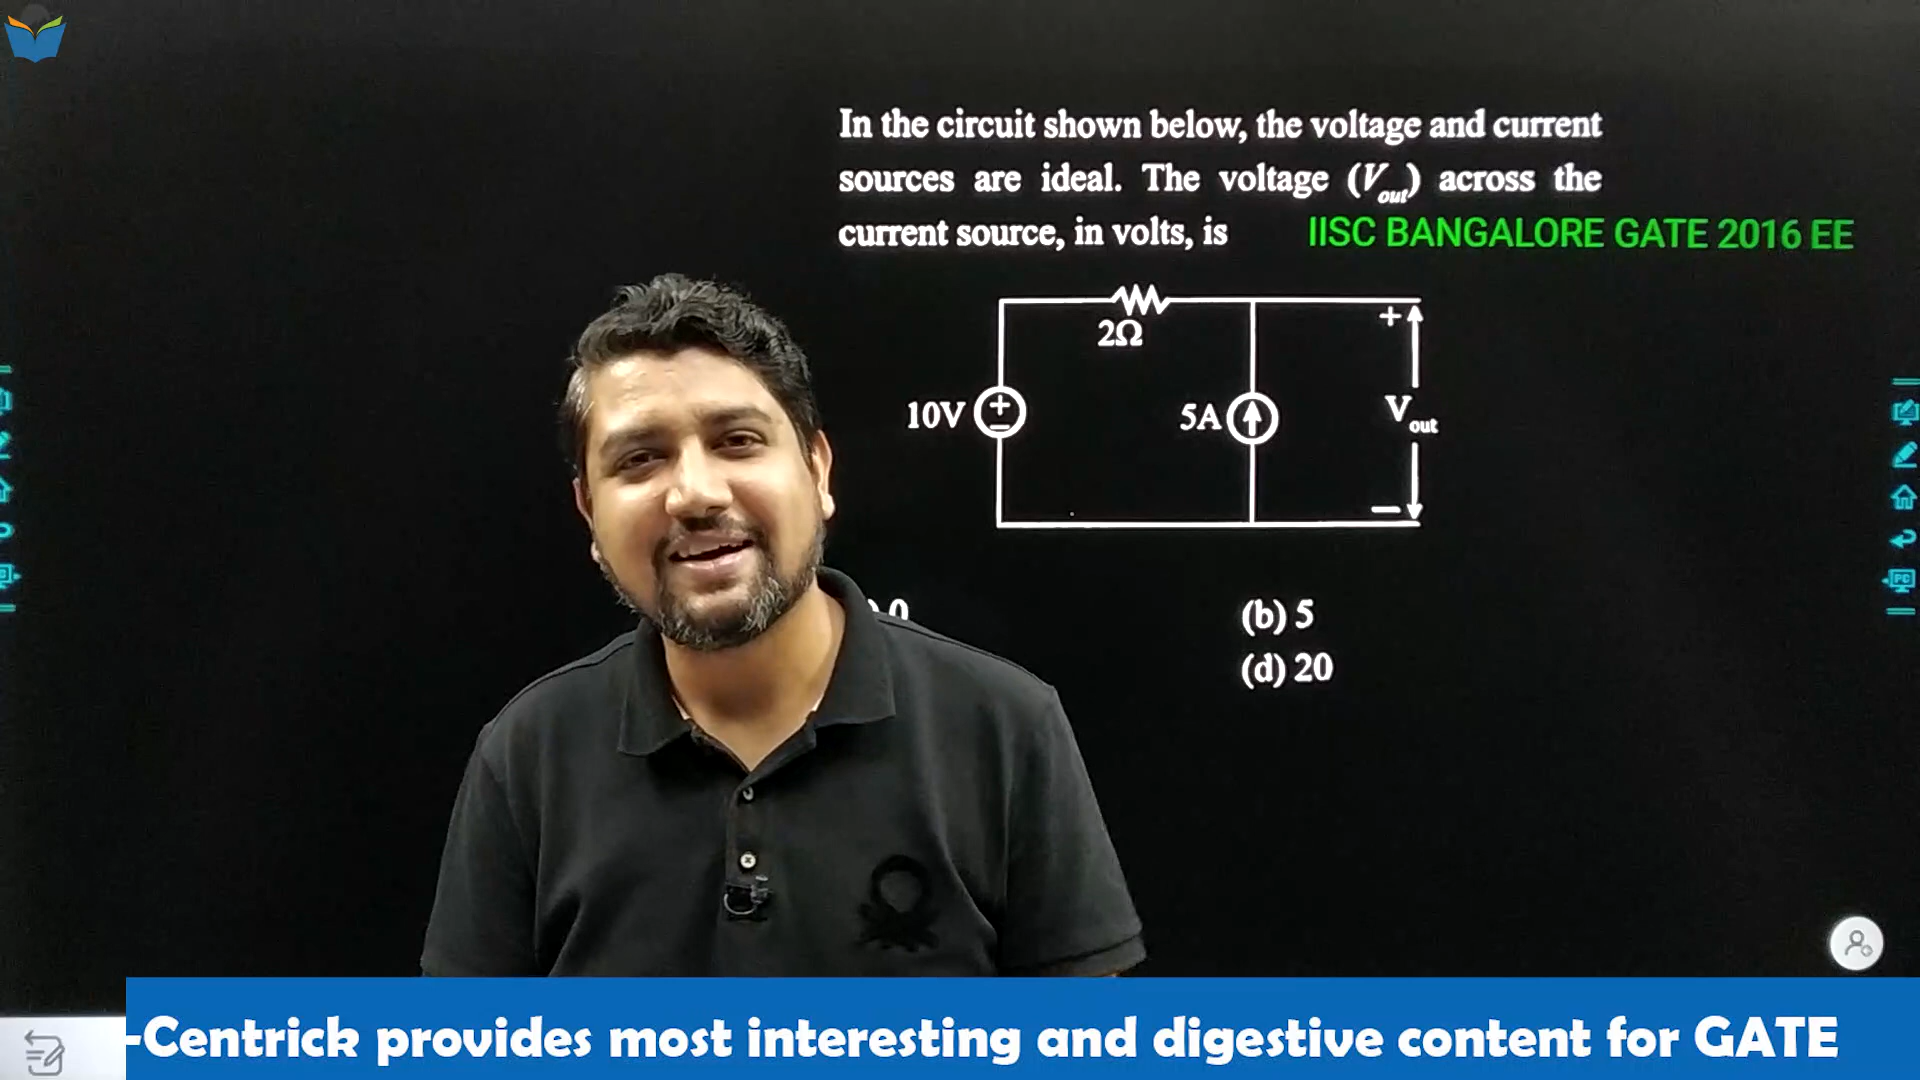 In the circuit shown below, the voltage and current
sources are ideal. The voltage (Vout) across the
current source, in volts, is
IISC BANGALORE GATE 2016 EE
2Ω
+
10V
+
−
5A
Vout
−
) 0
(b) 5
(d) 20
PC
-Centrick provides most interesting and digestive content for GATE